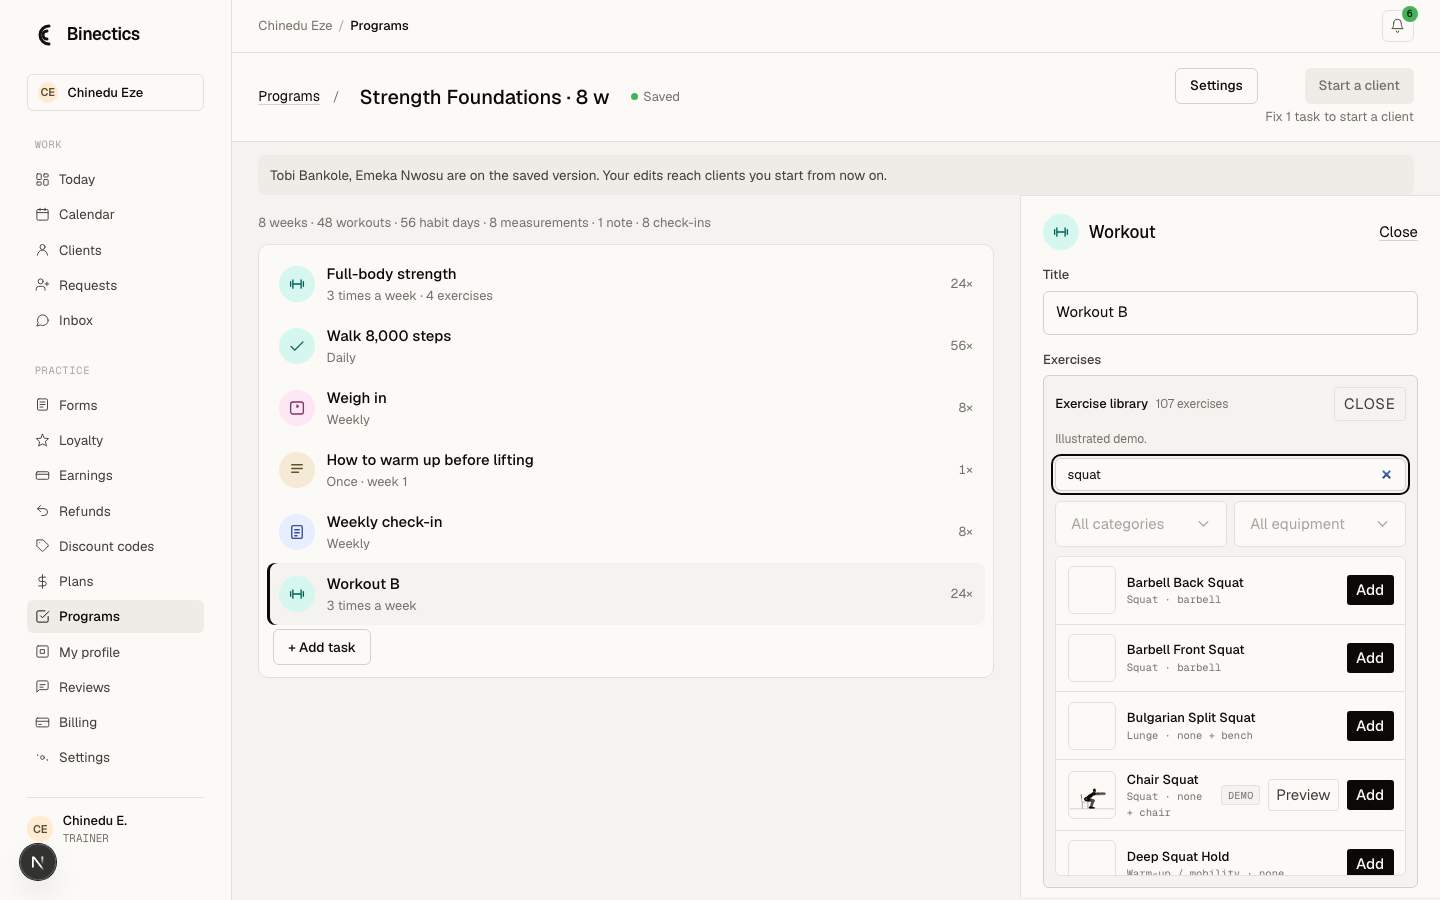 Binectics
CE Chinedu Eze
WORK
Today
Calendar
Clients
Requests
Inbox
PRACTICE
Forms
Loyalty
Earnings
Refunds
Discount codes
Plans
Programs
My profile
Reviews
Billing
Settings
CE Chinedu E.
TRAINER
N
Chinedu Eze / Programs
6
Programs / Strength Foundations · 8 w Saved
Settings Start a client
Fix 1 task to start a client
Tobi Bankole, Emeka Nwosu are on the saved version. Your edits reach clients you start from now on.
8 weeks · 48 workouts · 56 habit days · 8 measurements · 1 note · 8 check-ins
Full-body strength
3 times a week · 4 exercises
24×
Walk 8,000 steps
Daily
56×
Weigh in
Weekly
8×
How to warm up before lifting
Once · week 1
1×
Weekly check-in
Weekly
8×
Workout B
3 times a week
24×
+ Add task
Workout Close
Title
Workout B
Exercises
Exercise library 107 exercises CLOSE
Illustrated demo.
squat ×
All categories All equipment
Barbell Back Squat
Squat · barbell
Add
Barbell Front Squat
Squat · barbell
Add
Bulgarian Split Squat
Lunge · none + bench
Add
Chair Squat
Squat · none
+ chair
DEMO Preview Add
Deep Squat Hold
Warm-up / mobility · none
Add